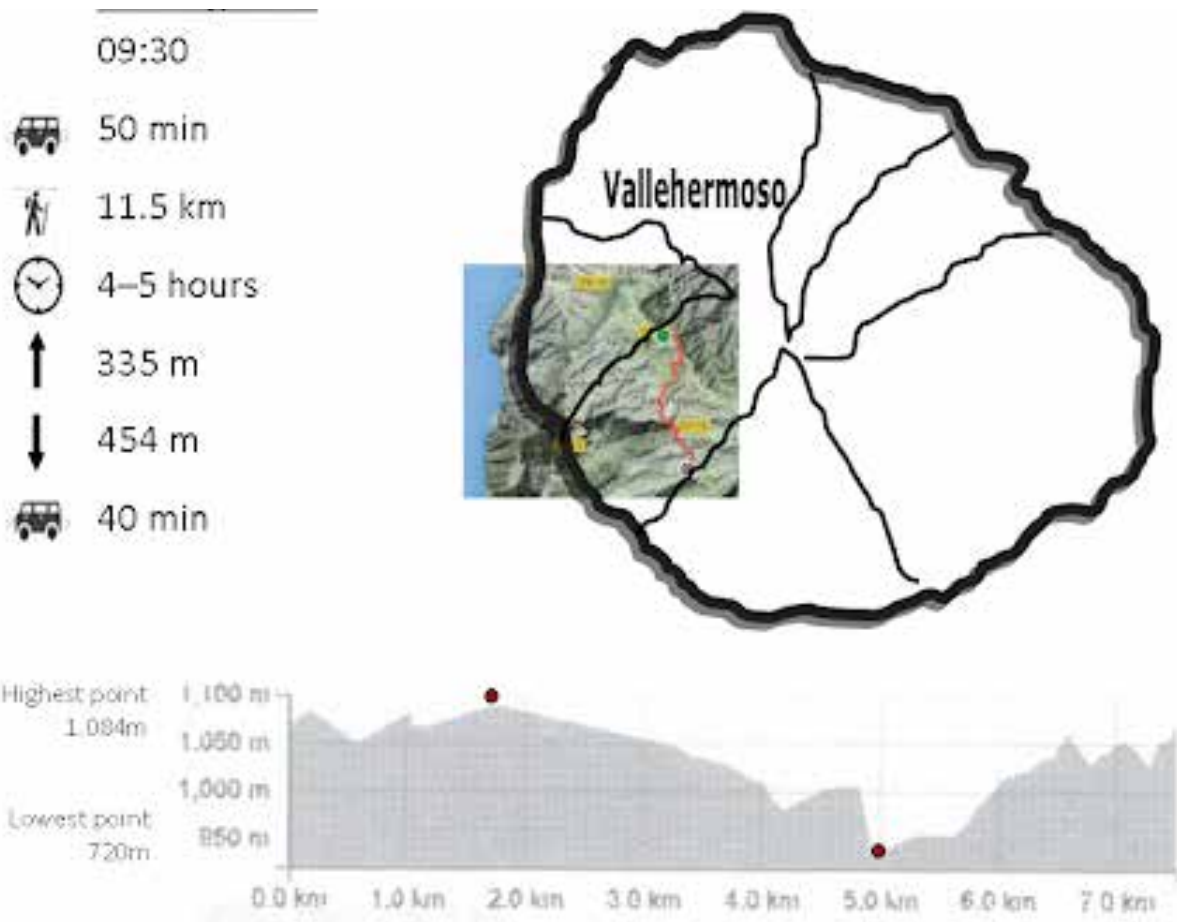 09:30
50 min
11.5 km
4–5 hours
335 m
454 m
40 min
Vallehermoso
Highest point
1.084m
Lowest point
720m
1,100 m
1,050 m
1,000 m
950 m
0.0 km
1.0 km
2.0 km
3.0 km
4.0 km
5.0 km
6.0 km
7.0 km